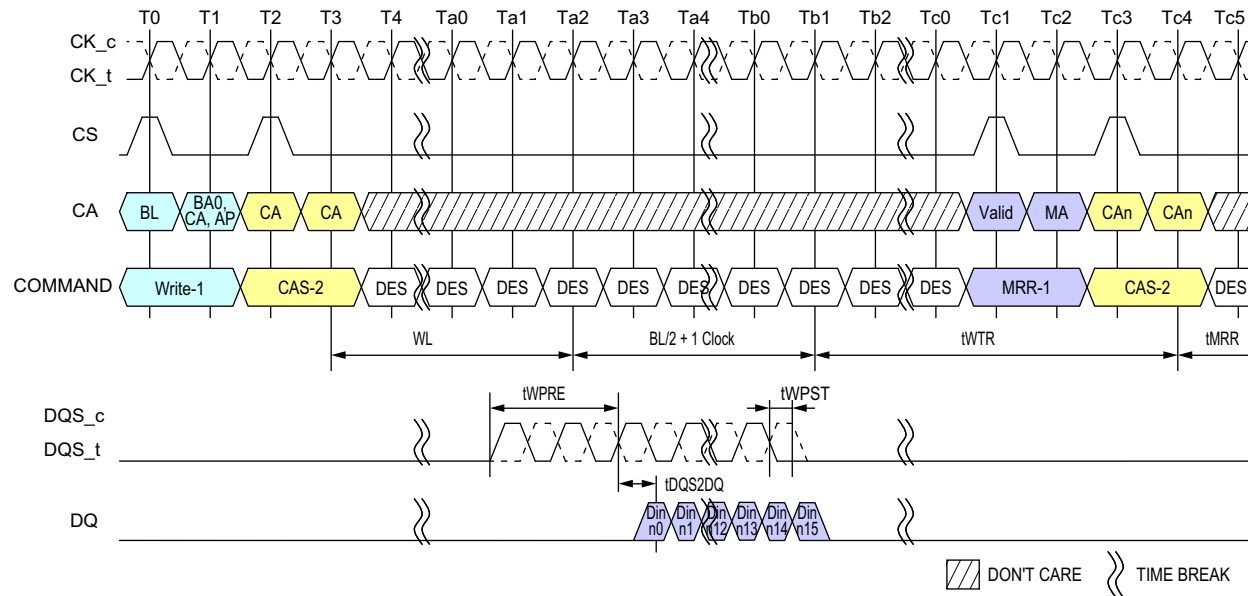 T0 T1 T2 T3 T4 Ta0 Ta1 Ta2 Ta3 Ta4 Tb0 Tb1 Tb2 Tc0 Tc1 Tc2 Tc3 Tc4 Tc5
CK_c
CK_t
CS
CA BL BA0, CA, AP CA CA Valid MA CAn CAn
COMMAND Write-1 CAS-2 DES DES DES DES DES DES DES DES DES DES MRR-1 CAS-2 DES
WL BL/2 + 1 Clock tWTR tMRR
tWPRE tWPST
DQS_c
DQS_t
tDQS2DQ
DQ Din n0 Din n1 Din n12 Din n13 Din n14 Din n15
DON'T CARE TIME BREAK